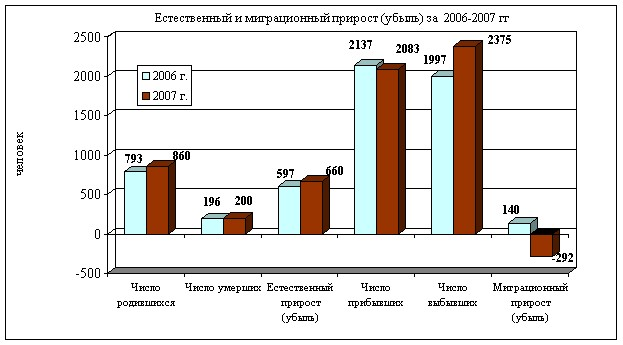 Естественный и миграционный прирост (убыль) за 2006-2007 гг
человек
2500
2000
1500
1000
500
0
-500
2006 г.
2007 г.
793
860
196
200
597
660
2137
2083
1997
2375
140
-292
Число
родившихся
Число умерших
Естественный
прирост
(убыль)
Число
прибывших
Число
выбывших
Миграционный
прирост
(убыль)